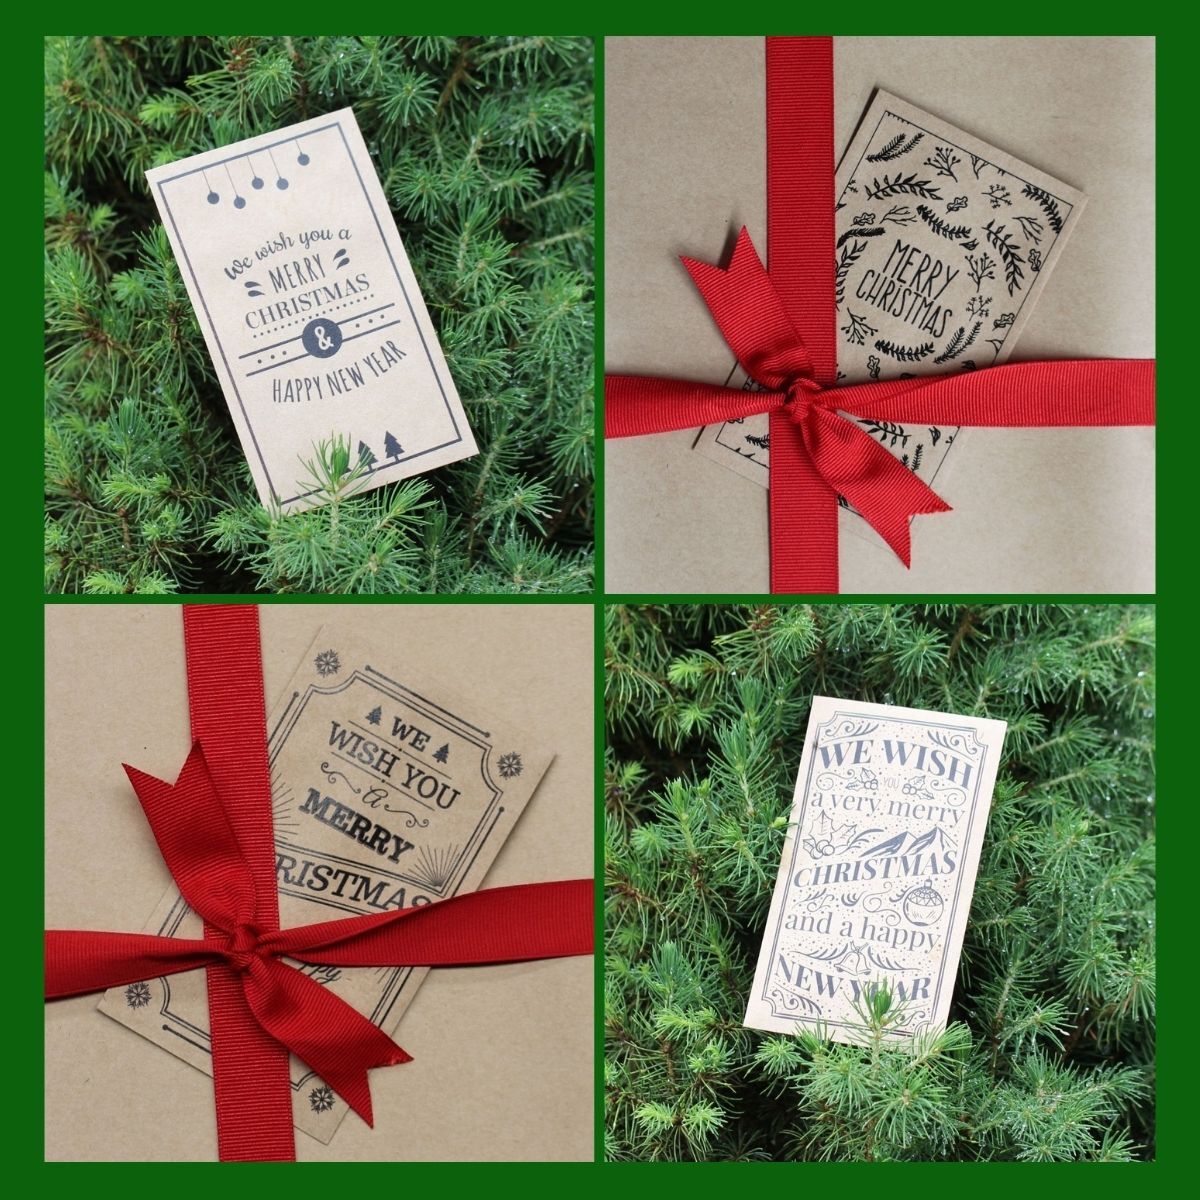 We wish you a
MERRY
CHRISTMAS
&
HAPPY NEW YEAR
MERRY
CHRISTMAS
WE
WISH YOU
a
MERRY
RISTMAS
ppy
WE WISH
YOU
a very merry
CHRISTMAS
and a happy
NEW YEAR